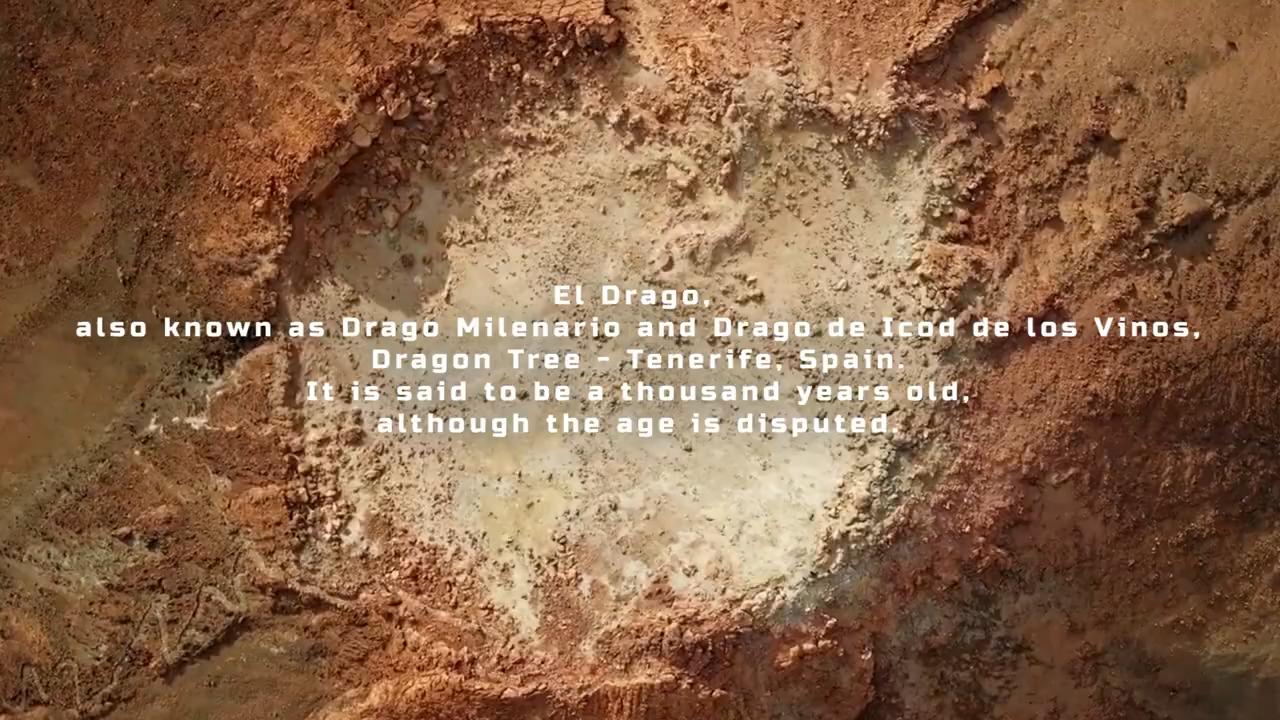 El Drago,
also known as Drago Milenario and Drago de Icod de los Vinos,
Dragon Tree - Tenerife, Spain.
It is said to be a thousand years old,
although the age is disputed.